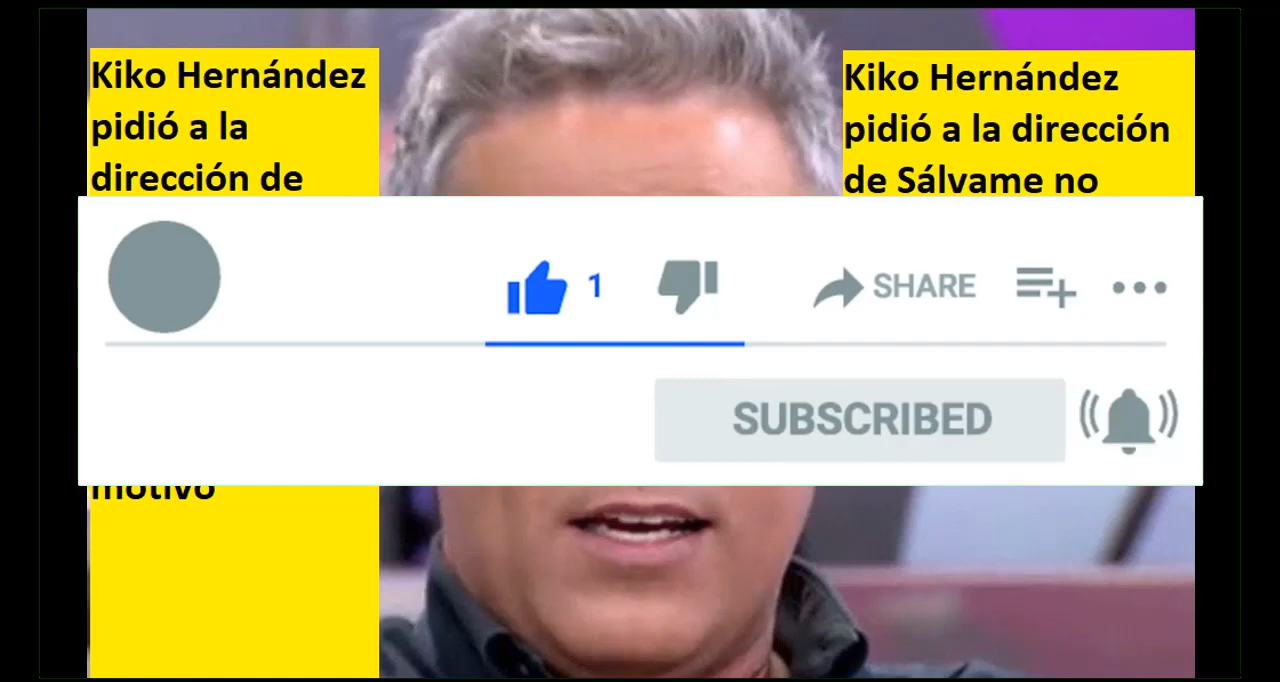 Kiko Hernández
pidió a la
dirección de
Kiko Hernández
pidió a la dirección
de Sálvame no
1
SHARE
SUBSCRIBED
motivo